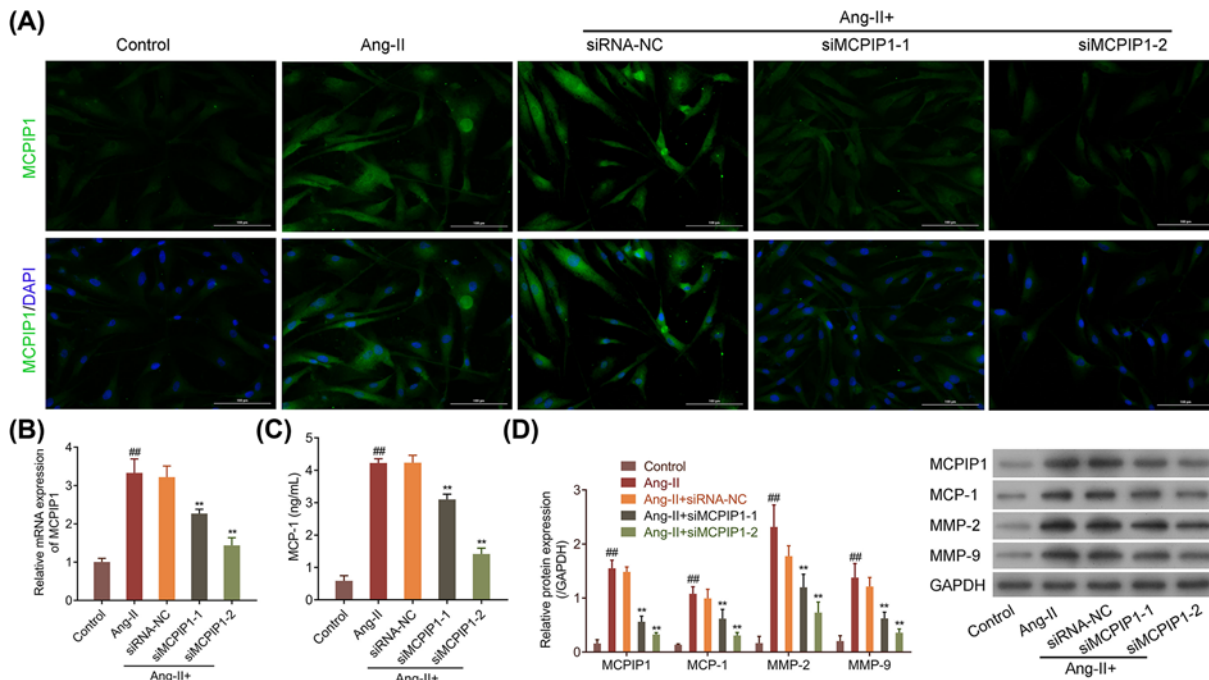 (A)
Ang-II+
Control
Ang-II
siRNA-NC
siMCPIP1-1
siMCPIP1-2
MCPIP1
MCPIP1/DAPI
(B)
Relative mRNA expression
of MCPIP1
4
3
2
1
0
##
**
**
Control
Ang-II
siRNA-NC
siMCPIP1-1
siMCPIP1-2
Ang-II+
(C)
MCP-1 (ng/mL)
5
4
3
2
1
0
##
**
**
Control
Ang-II
siRNA-NC
siMCPIP1-1
siMCPIP1-2
Ang-II+
(D)
Relative protein expression
(/GAPDH)
3
2
1
0
Control
Ang-II
Ang-II+siRNA-NC
Ang-II+siMCPIP1-1
Ang-II+siMCPIP1-2
##
**
**
##
**
**
##
**
**
##
**
**
MCPIP1
MCP-1
MMP-2
MMP-9
MCPIP1
MCP-1
MMP-2
MMP-9
GAPDH
Control
Ang-II
siRNA-NC
siMCPIP1-1
siMCPIP1-2
Ang-II+